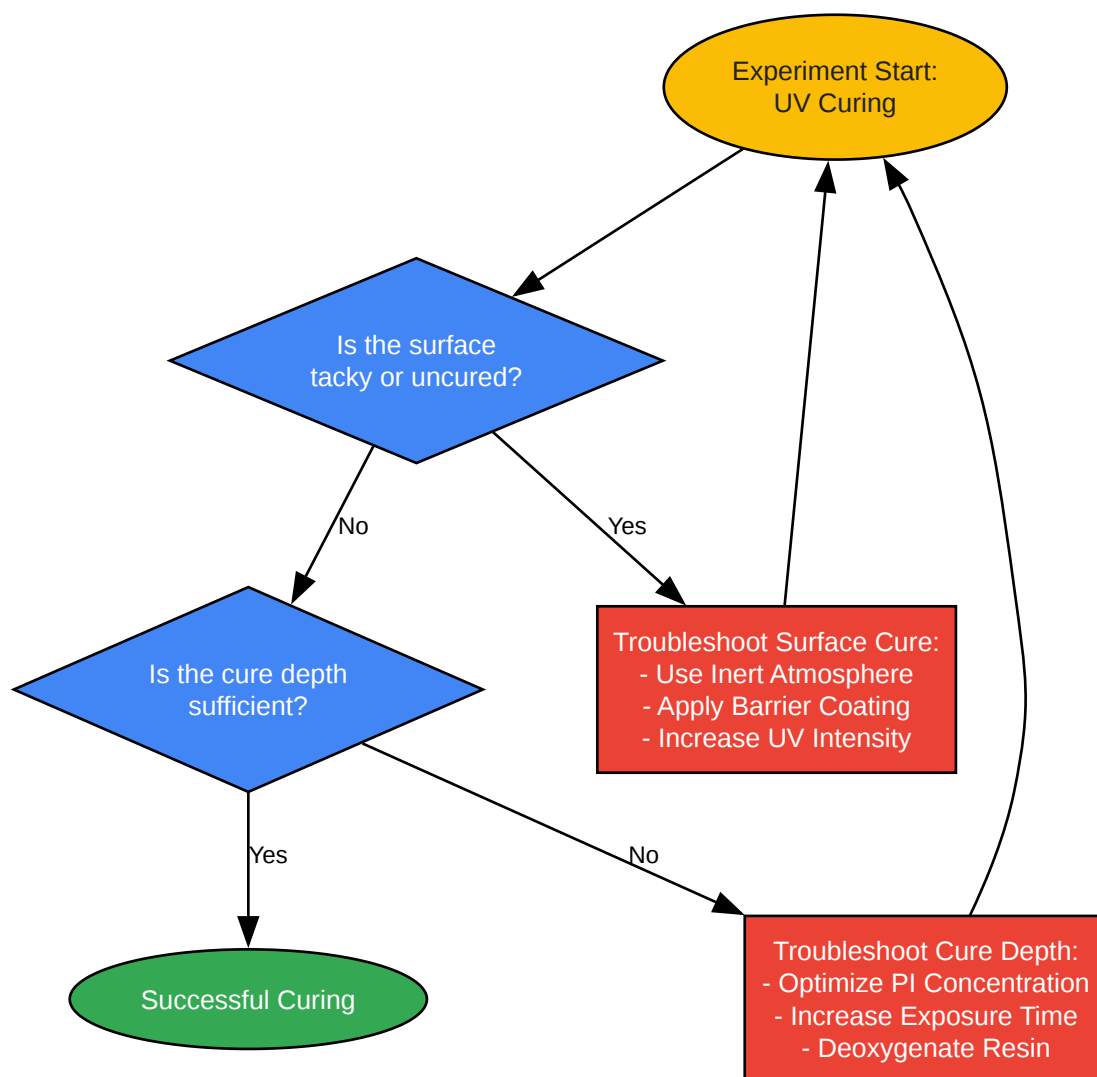 Experiment Start:
UV Curing
Is the surface
tacky or uncured?
No
Yes
Is the cure depth
sufficient?
Troubleshoot Surface Cure:
- Use Inert Atmosphere
- Apply Barrier Coating
- Increase UV Intensity
Yes
No
Successful Curing
Troubleshoot Cure Depth:
- Optimize PI Concentration
- Increase Exposure Time
- Deoxygenate Resin